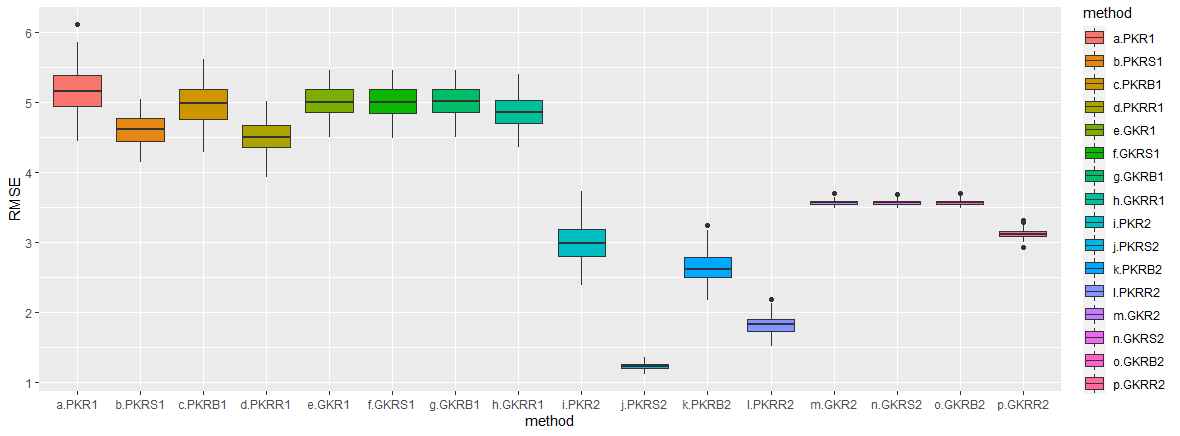 RMSE
6
5
4
3
2
1
a.PKR1 b.PKRS1 c.PKRB1 d.PKRR1 e.GKR1 f.GKRS1 g.GKRB1 h.GKRR1 i.PKR2 j.PKRS2 k.PKRB2 l.PKRR2 m.GKR2 n.GKRS2 o.GKRB2 p.GKRR2
method
method
a.PKR1
b.PKRS1
c.PKRB1
d.PKRR1
e.GKR1
f.GKRS1
g.GKRB1
h.GKRR1
i.PKR2
j.PKRS2
k.PKRB2
l.PKRR2
m.GKR2
n.GKRS2
o.GKRB2
p.GKRR2